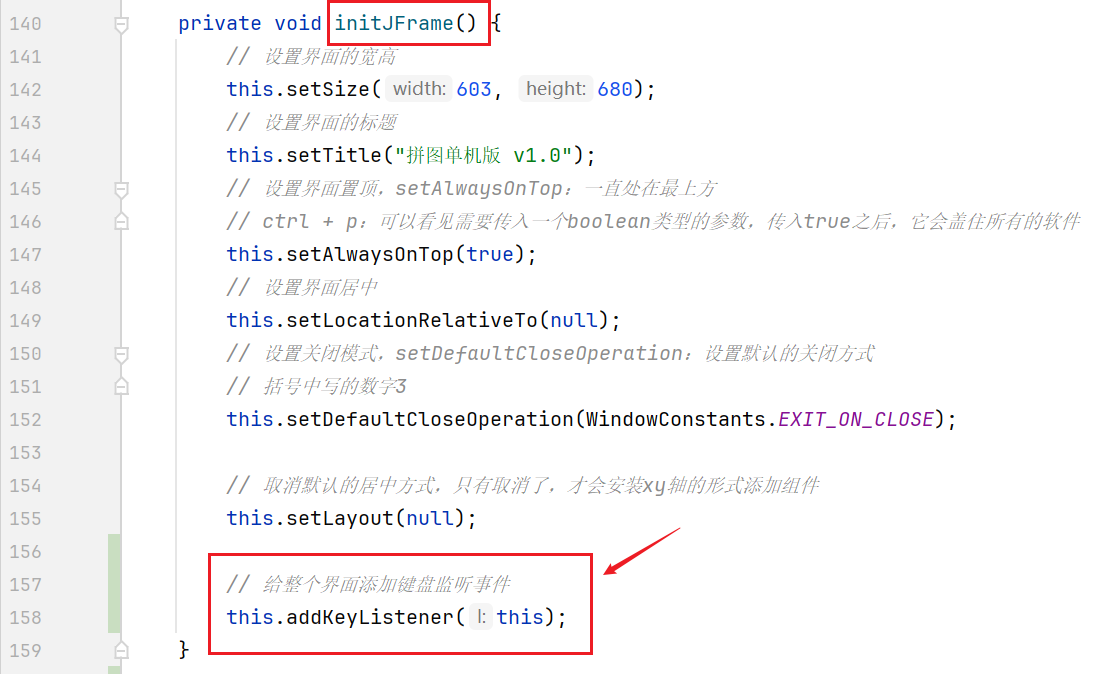 140 private void initJFrame() {
141 // 设置界面的宽高
142 this.setSize( width: 603, height: 680);
143 // 设置界面的标题
144 this.setTitle("拼图单机版 v1.0");
145 // 设置界面置顶，setAlwaysOnTop：一直处在最上方
146 // ctrl + p：可以看见需要传入一个boolean类型的参数，传入true之后，它会盖住所有的软件
147 this.setAlwaysOnTop(true);
148 // 设置界面居中
149 this.setLocationRelativeTo(null);
150 // 设置关闭模式，setDefaultCloseOperation：设置默认的关闭方式
151 // 括号中写的数字3
152 this.setDefaultCloseOperation(WindowConstants.EXIT_ON_CLOSE);
153
154 // 取消默认的居中方式，只有取消了，才会安装xy轴的形式添加组件
155 this.setLayout(null);
156
157 // 给整个界面添加键盘监听事件
158 this.addKeyListener( l: this);
159 }